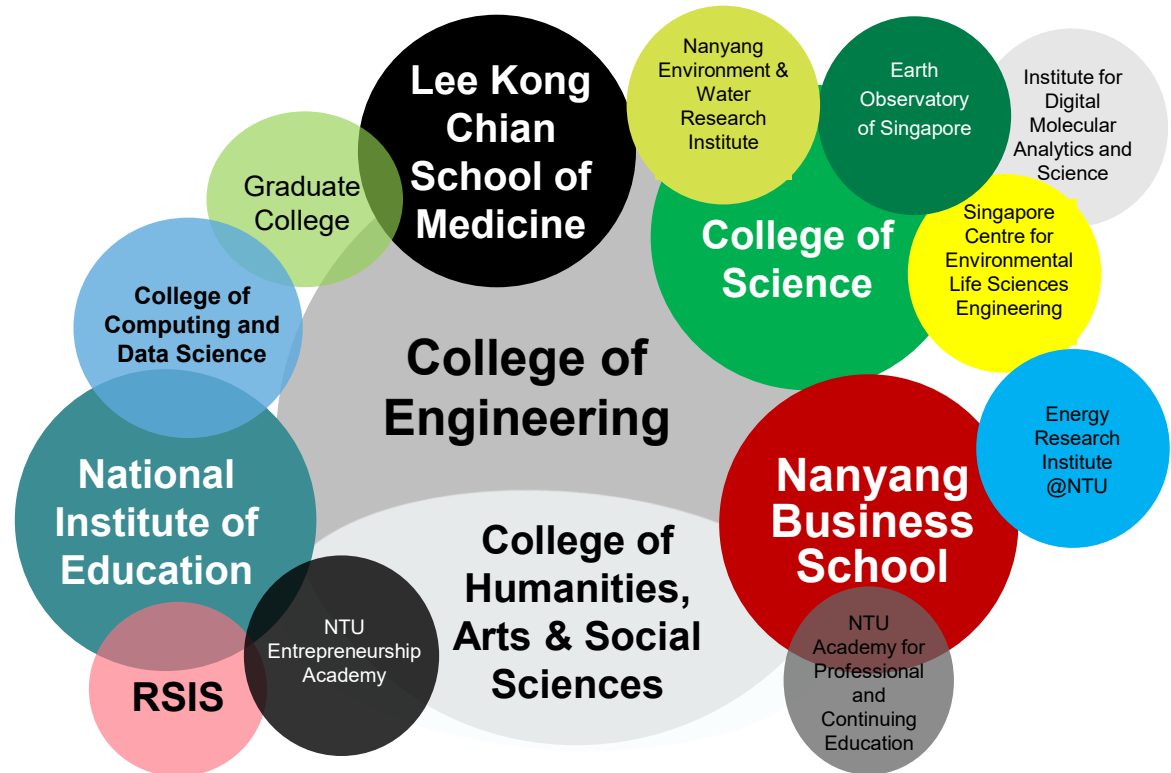 Lee Kong
Chian
School of
Medicine
Nanyang
Environment &
Water
Research
Institute
Earth
Observatory
of Singapore
Institute for
Digital
Molecular
Analytics and
Science
Graduate
College
College of
Science
Singapore
Centre for
Environmental
Life Sciences
Engineering
College of
Computing and
Data Science
College of
Engineering
Energy
Research
Institute
@NTU
National
Institute of
Education
Nanyang
Business
School
College of
Humanities,
Arts & Social
Sciences
NTU
Entrepreneurship
Academy
RSIS
NTU
Academy for
Professional
and
Continuing
Education